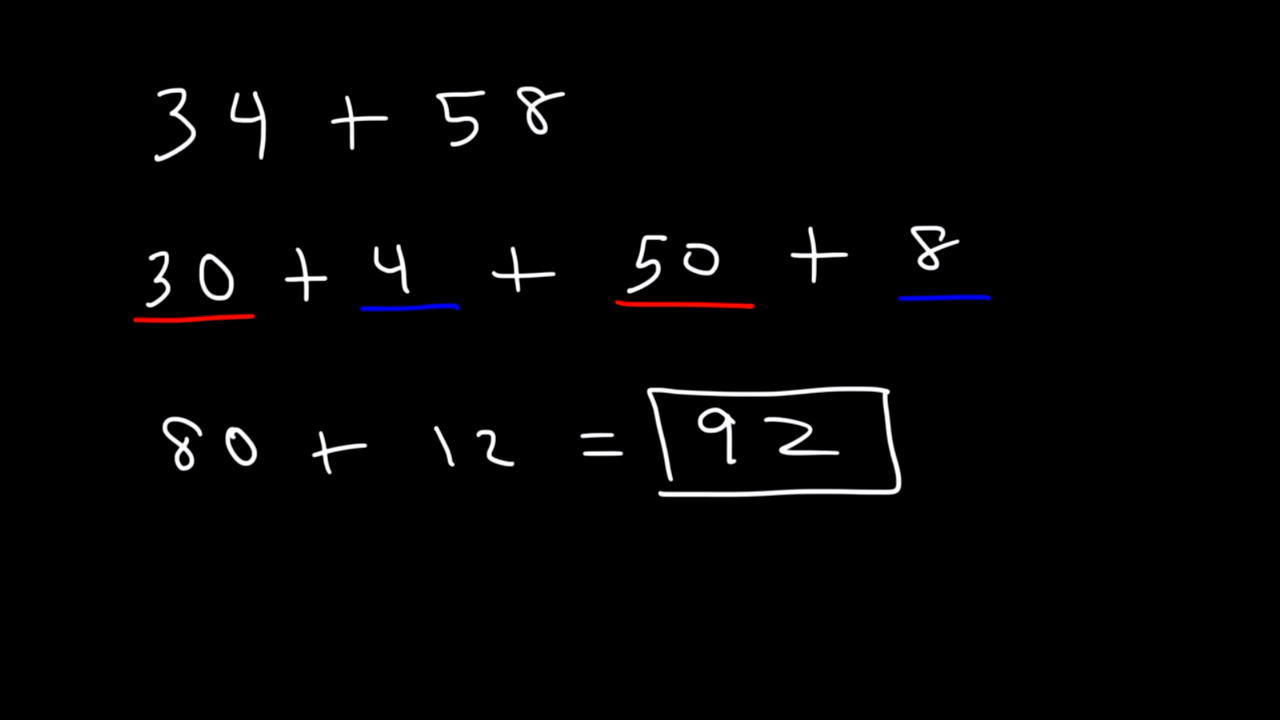 34 + 58
30 + 4 + 50 + 8
80 + 12 = 92